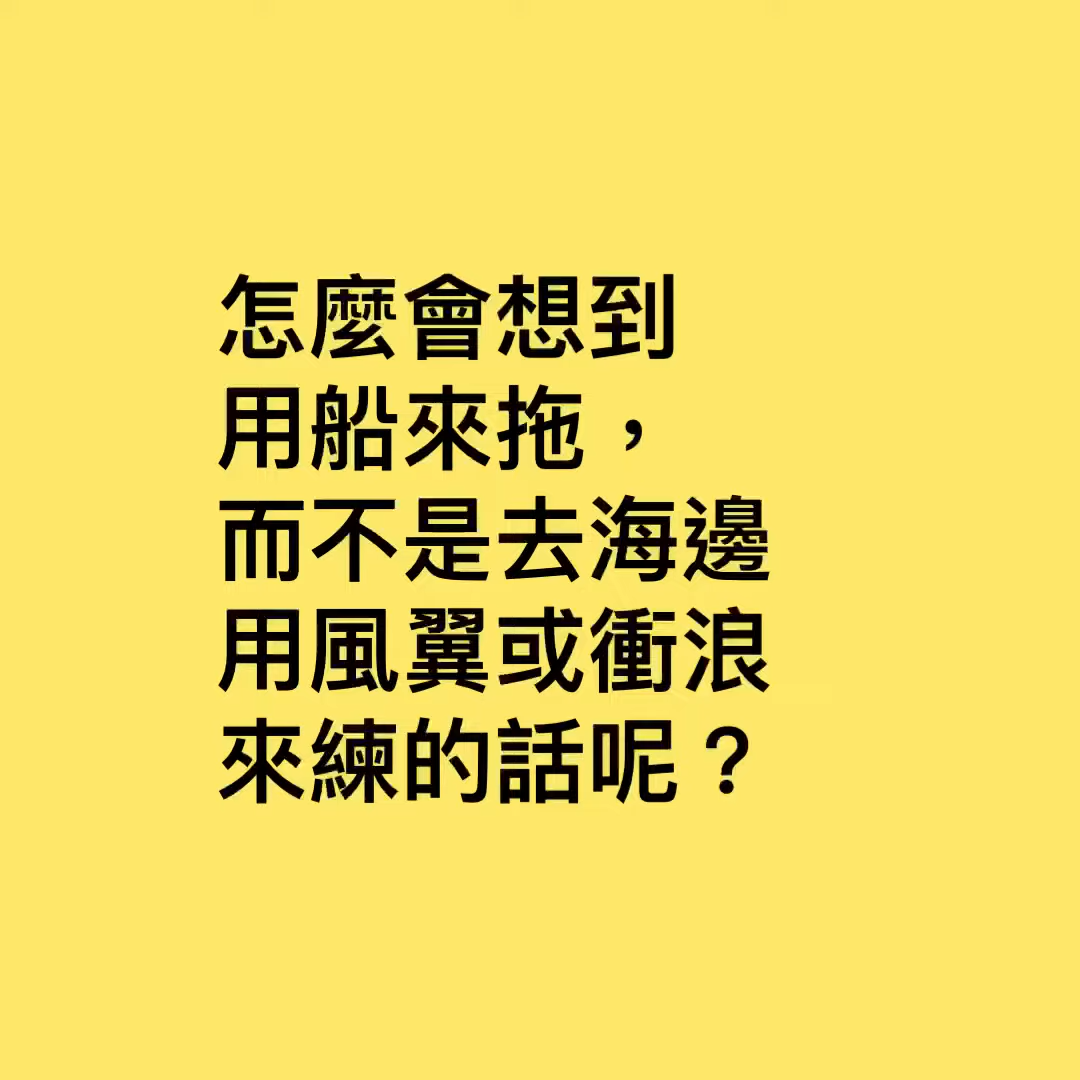 怎麼會想到
用船來拖，
而不是去海邊
用風翼或衝浪
來練的話呢？